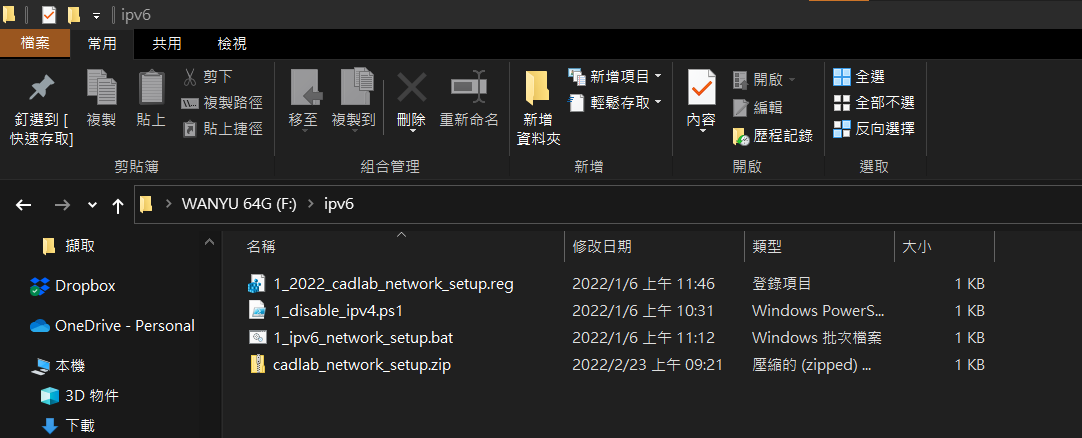 ipv6
檔案 常用 共用 檢視
釘選到 [
快速存取]
複製
貼上
剪下
複製路徑
貼上捷徑
剪貼簿
移至
複製到
刪除
重新命名
組合管理
新增
資料夾
新增項目
輕鬆存取
新增
內容
開啟
編輯
歷程記錄
開啟
全選
全部不選
反向選擇
選取
WANYU 64G (F:) ipv6
擷取
Dropbox
OneDrive - Personal
本機
3D 物件
下載
名稱 修改日期 類型 大小
1_2022_cadlab_network_setup.reg 2022/1/6 上午 11:46 登錄項目 1 KB
1_disable_ipv4.ps1 2022/1/6 上午 10:31 Windows PowerS... 1 KB
1_ipv6_network_setup.bat 2022/1/6 上午 11:12 Windows 批次檔案 1 KB
cadlab_network_setup.zip 2022/2/23 上午 09:21 壓縮的 (zipped) ... 1 KB